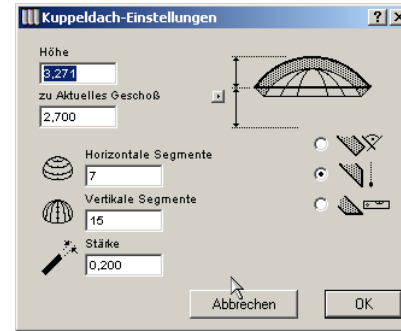 Kuppeldach-Einstellungen
Höhe
3,271
zu Aktuelles Geschoß
2,700
Horizontale Segmente
7
Vertikale Segmente
15
Stärke
0,200
Abbrechen
OK